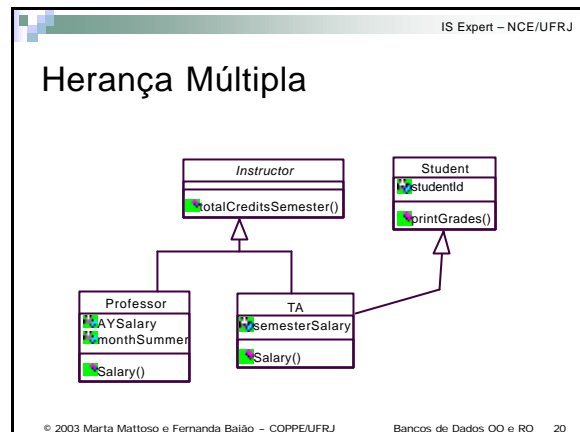 IS Expert – NCE/UFRJ
Herança Múltipla
Instructor
totalCreditsSemester()
Student
studentId
printGrades()
Professor
AYSalary
monthSummer
Salary()
TA
semesterSalary
Salary()
© 2003 Marta Mattoso e Fernanda Baião – COPPE/UFRJ Bancos de Dados OO e RO 20